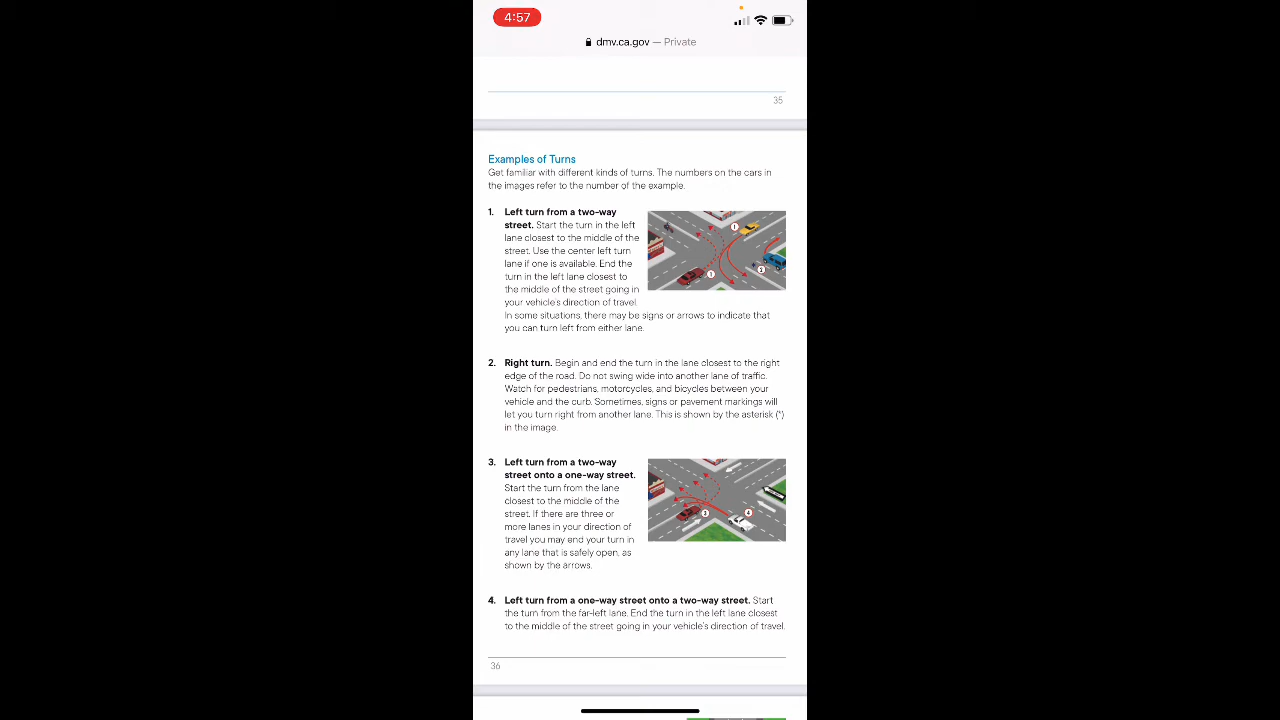 4:57
dmv.ca.gov — Private
35
Examples of Turns
Get familiar with different kinds of turns. The numbers on the cars in
the images refer to the number of the example.
1. Left turn from a two-way
street. Start the turn in the left
lane closest to the middle of the
street. Use the center left turn
lane if one is available. End the
turn in the left lane closest to
the middle of the street going in
your vehicle's direction of travel.
In some situations, there may be signs or arrows to indicate that
you can turn left from either lane.
1
1
2
2. Right turn. Begin and end the turn in the lane closest to the right
edge of the road. Do not swing wide into another lane of traffic.
Watch for pedestrians, motorcycles, and bicycles between your
vehicle and the curb. Sometimes, signs or pavement markings will
let you turn right from another lane. This is shown by the asterisk (*)
in the image.
3. Left turn from a two-way
street onto a one-way street.
Start the turn from the lane
closest to the middle of the
street. If there are three or
more lanes in your direction of
travel you may end your turn in
any lane that is safely open, as
shown by the arrows.
3
4
4. Left turn from a one-way street onto a two-way street. Start
the turn from the far-left lane. End the turn in the left lane closest
to the middle of the street going in your vehicle's direction of travel.
36